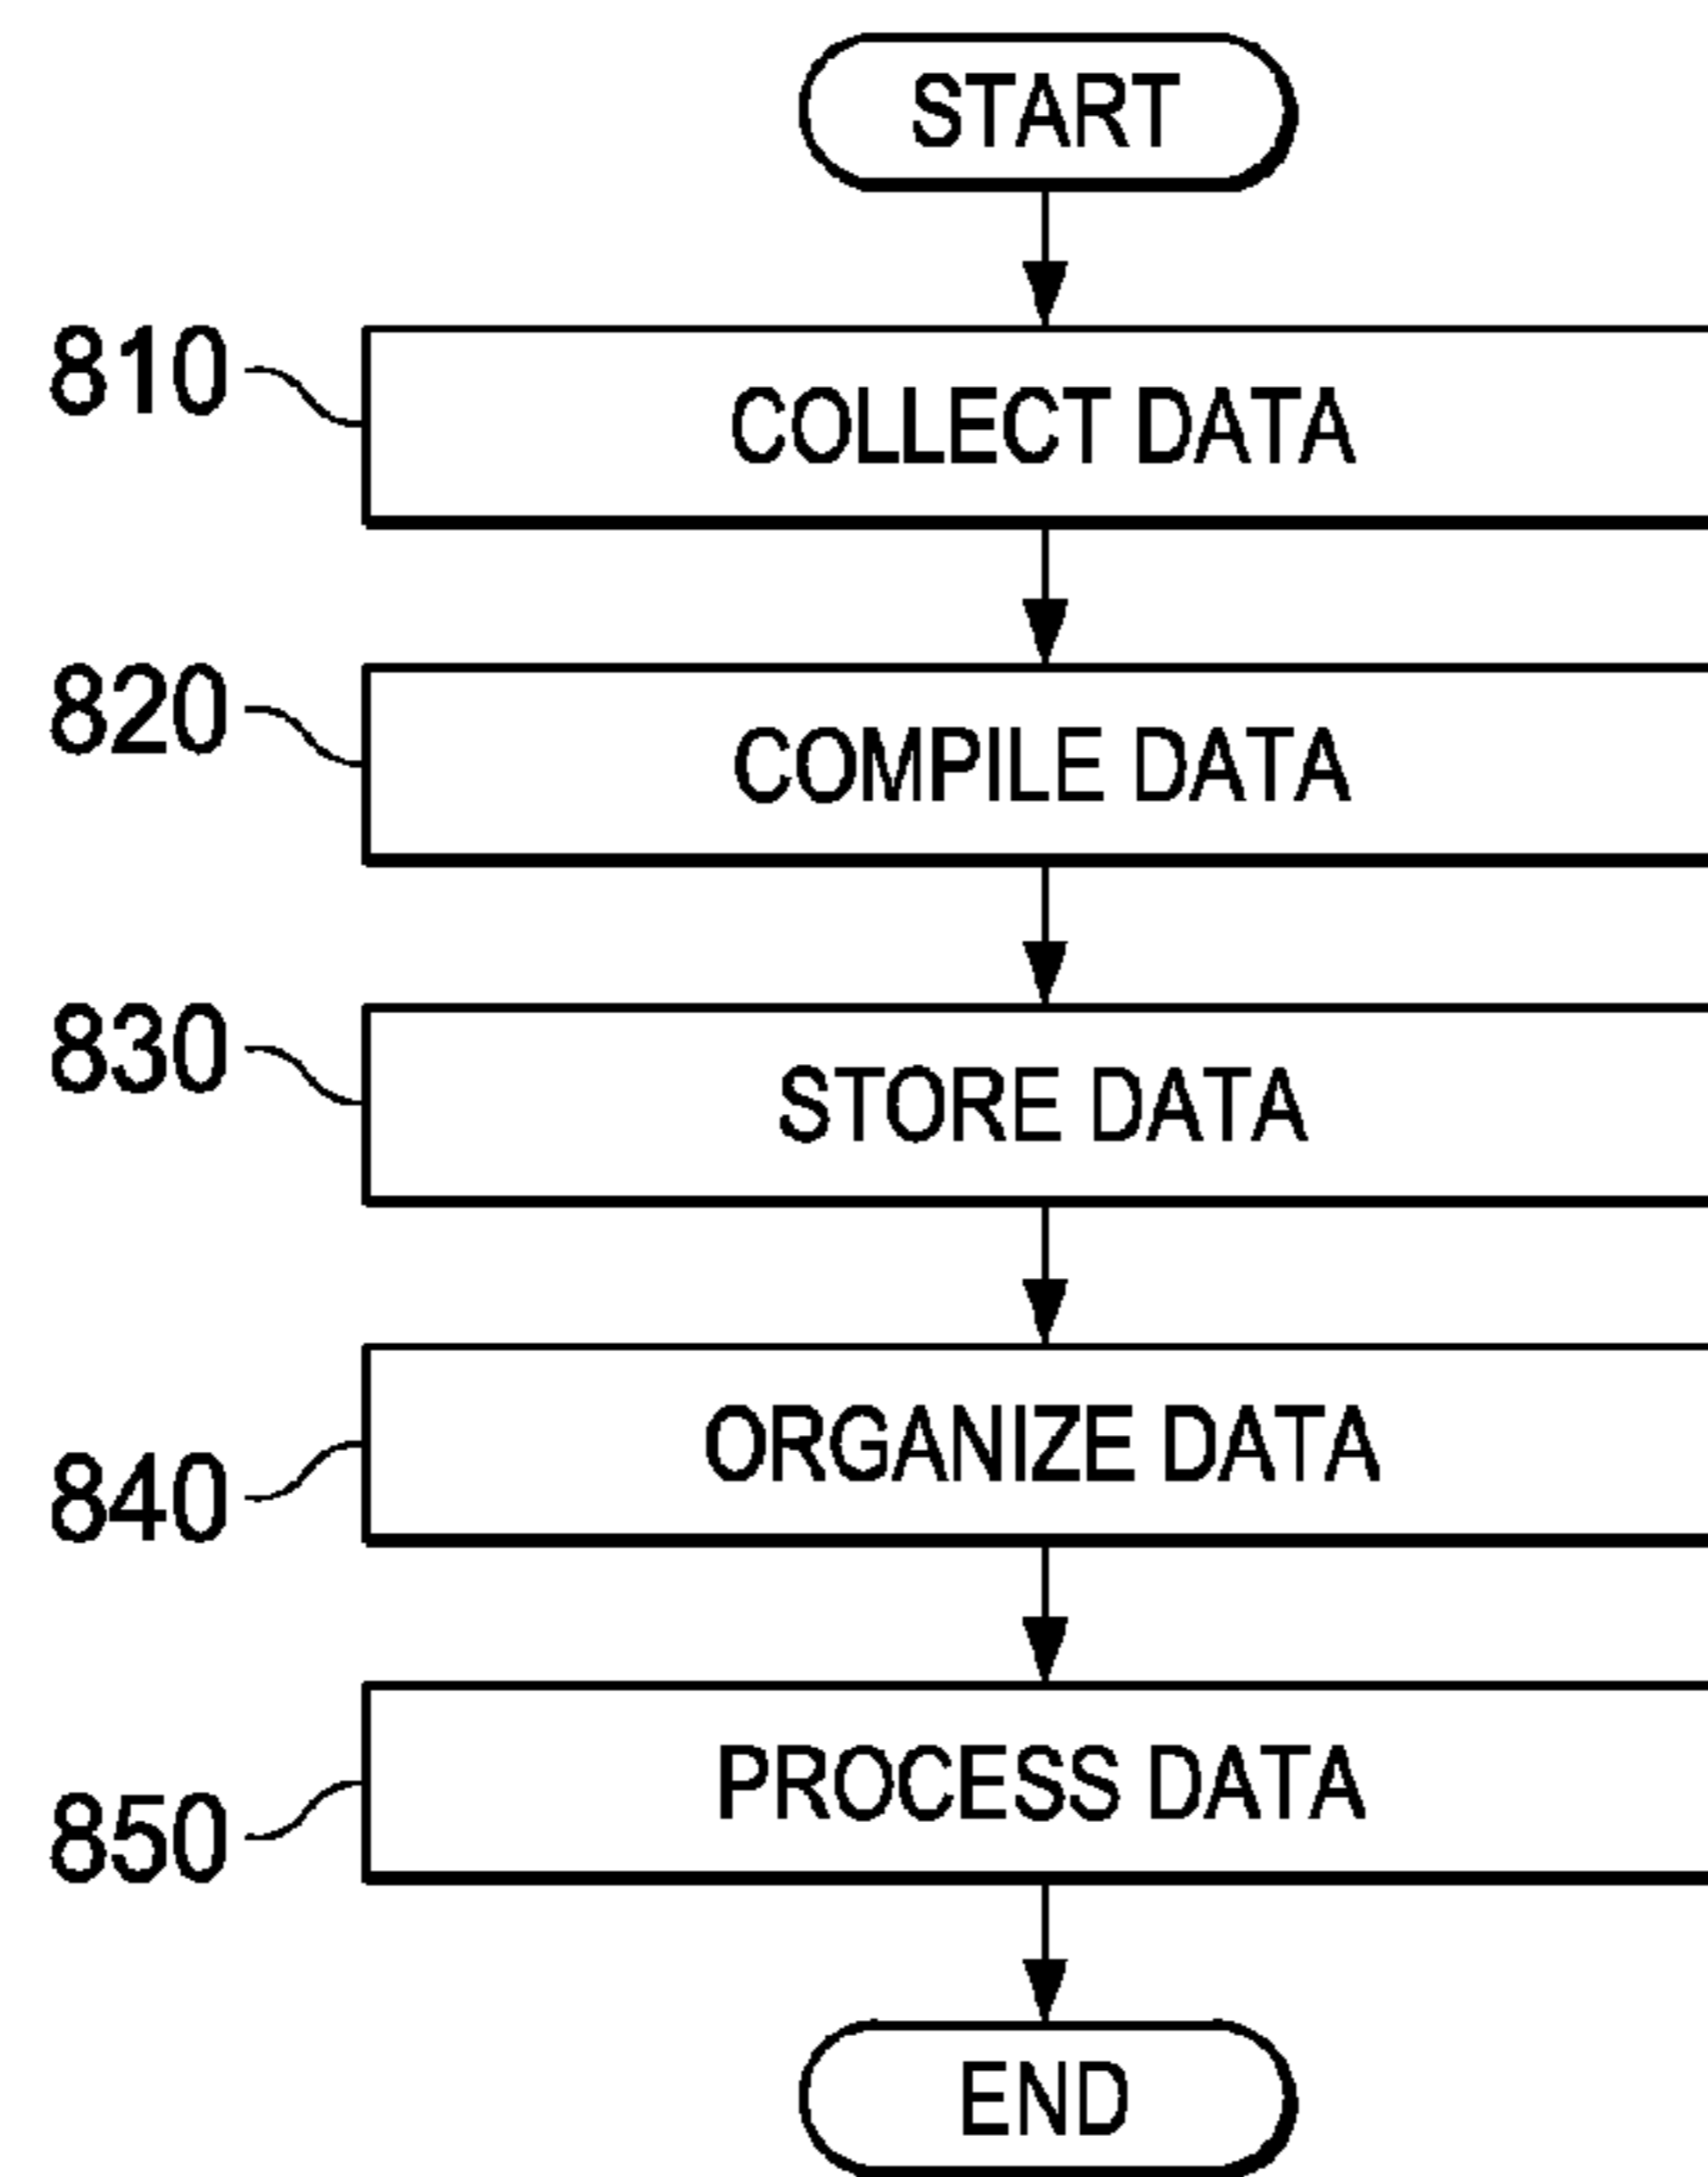 START
810
COLLECT DATA
820
COMPILE DATA
830
STORE DATA
840
ORGANIZE DATA
850
PROCESS DATA
END